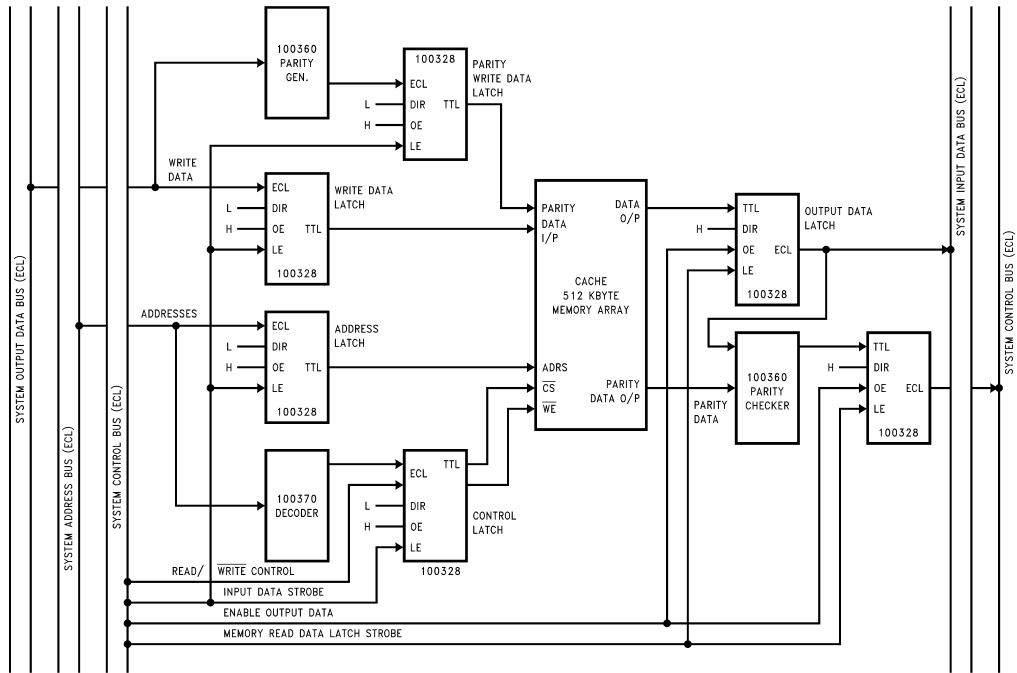 SYSTEM OUTPUT DATA BUS (ECL)
SYSTEM ADDRESS BUS (ECL)
SYSTEM CONTROL BUS (ECL)
100360
PARITY
GEN.
100328
ECL
DIR
OE
LE
TTL
L
H
PARITY
WRITE DATA
LATCH
WRITE
DATA
ECL
DIR
OE
LE
TTL
100328
L
H
WRITE DATA
LATCH
ADDRESSES
ECL
DIR
OE
LE
TTL
100328
L
H
ADDRESS
LATCH
100370
DECODER
ECL
DIR
OE
LE
TTL
L
H
100328
CONTROL
LATCH
READ/ WRITE CONTROL
INPUT DATA STROBE
ENABLE OUTPUT DATA
MEMORY READ DATA LATCH STROBE
PARITY
DATA
I/P
DATA
O/P
CACHE
512 KBYTE
MEMORY ARRAY
ADRS
CS
WE
PARITY
DATA O/P
TTL
DIR
OE
LE
ECL
100328
H
OUTPUT DATA
LATCH
PARITY
DATA
100360
PARITY
CHECKER
TTL
DIR
OE
LE
ECL
100328
H
SYSTEM INPUT DATA BUS (ECL)
SYSTEM CONTROL BUS (ECL)